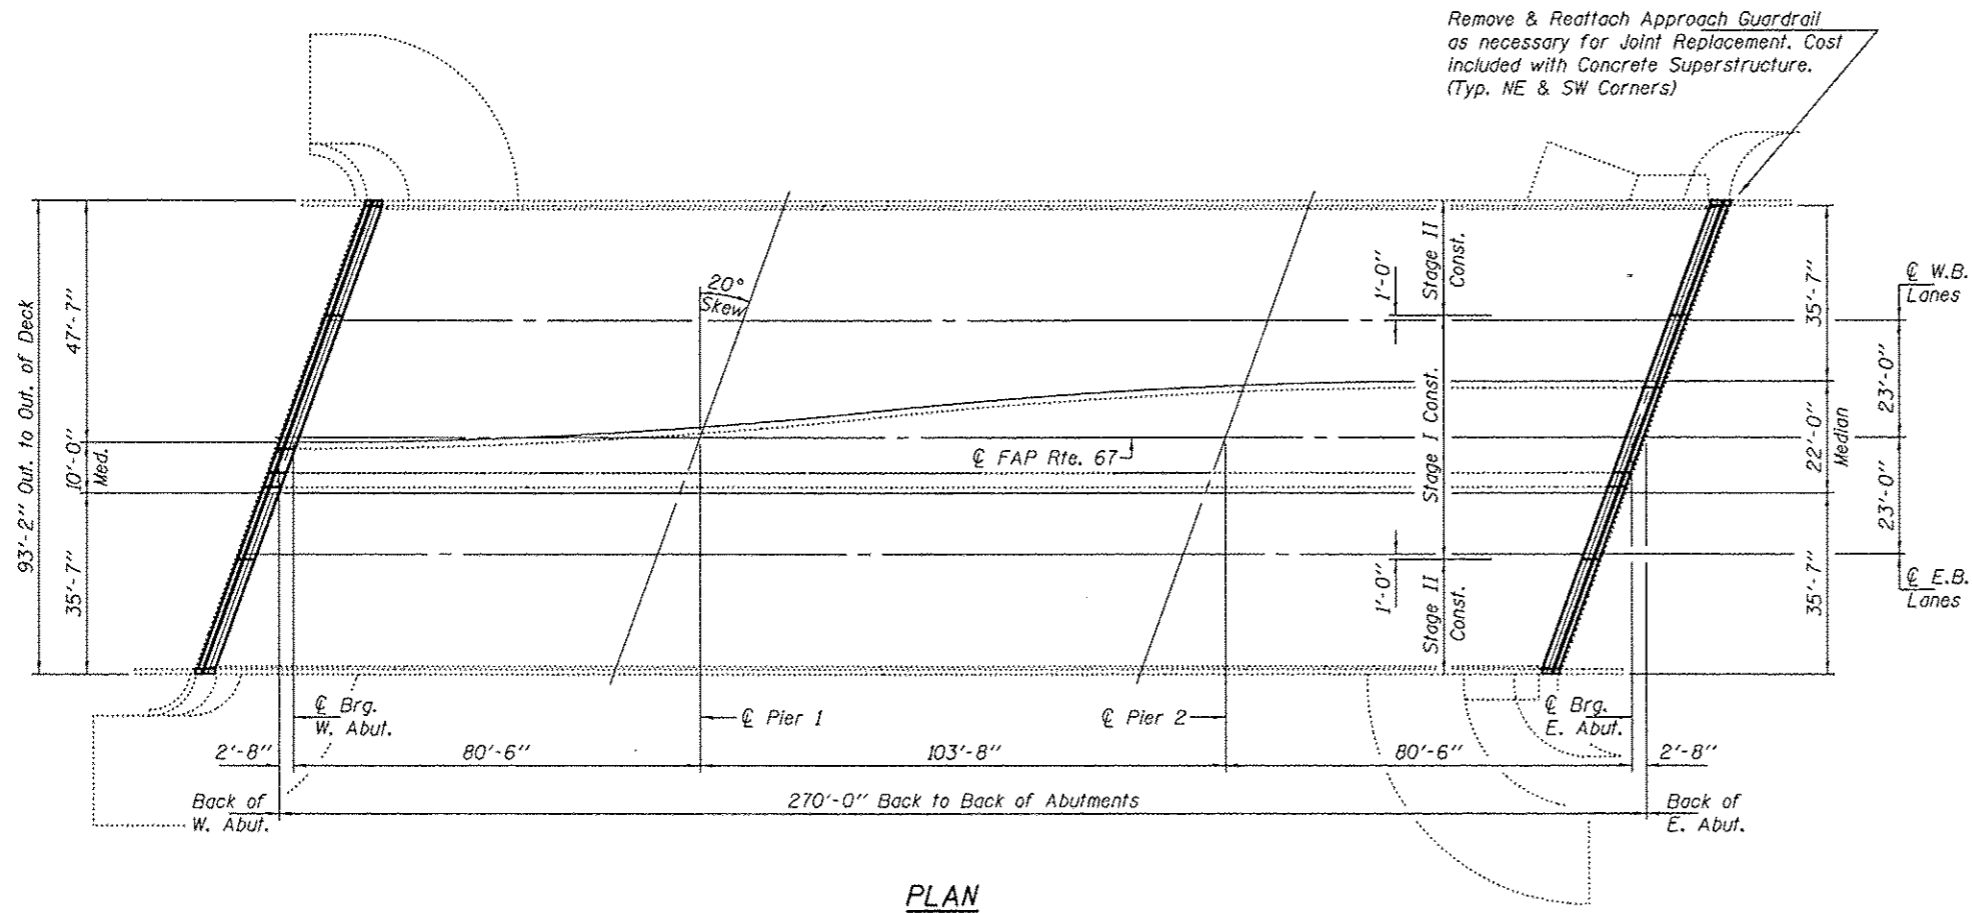 Remove & Reattach Approach Guardrail
as necessary for Joint Replacement. Cost
included with Concrete Superstructure.
(Typ. NE & SW Corners)
93'-2" Out. to Out. of Deck
47'-7"
10'-0"
Med.
35'-7"
20°
Skew
℄ FAP Rte. 67
1'-0"
Stage II
Const.
Stage I Const.
1'-0"
Stage II
Const.
35'-7"
22'-0"
Median
35'-7"
23'-0"
23'-0"
℄ W.B.
Lanes
℄ E.B.
Lanes
℄ Brg.
W. Abut.
℄ Pier 1
℄ Pier 2
℄ Brg.
E. Abut.
2'-8"
80'-6"
103'-8"
80'-6"
2'-8"
Back of
W. Abut.
270'-0" Back to Back of Abutments
Back of
E. Abut.
PLAN